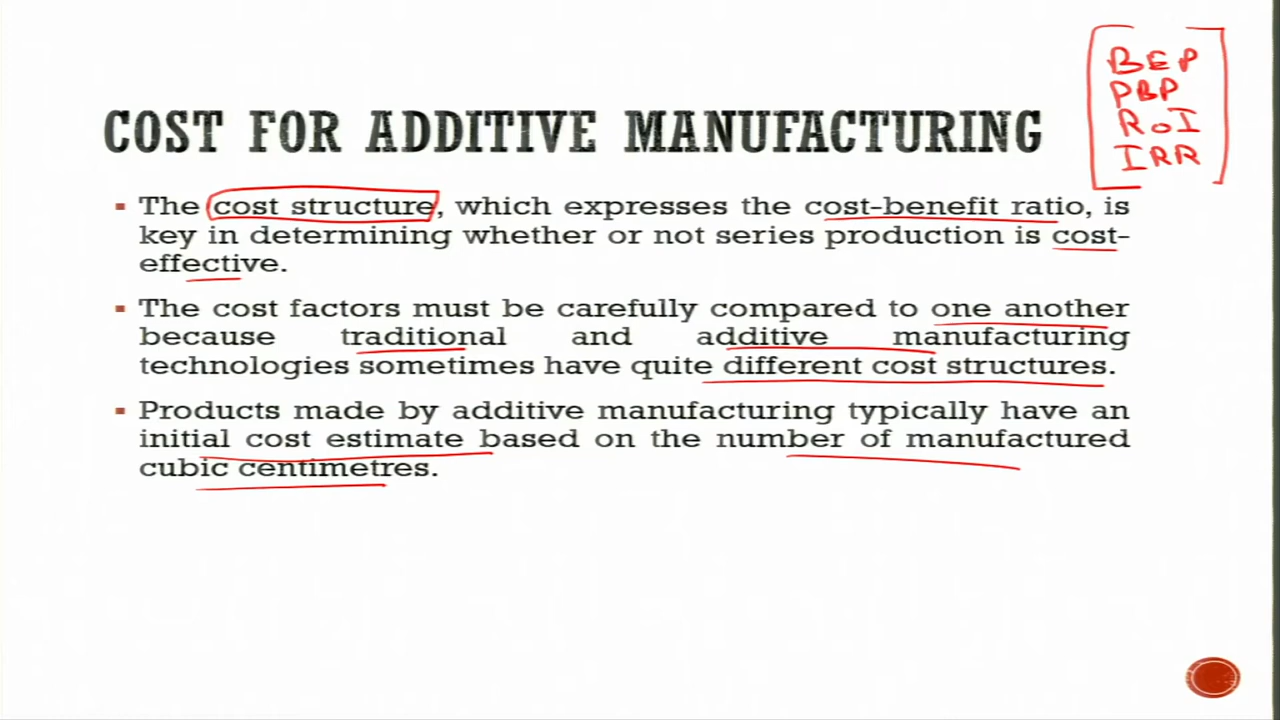 BEP
PBP
RoI
IRR
COST FOR ADDITIVE MANUFACTURING
▪ The cost structure, which expresses the cost-benefit ratio, is
key in determining whether or not series production is cost-
effective.
▪ The cost factors must be carefully compared to one another
because traditional and additive manufacturing
technologies sometimes have quite different cost structures.
▪ Products made by additive manufacturing typically have an
initial cost estimate based on the number of manufactured
cubic centimetres.